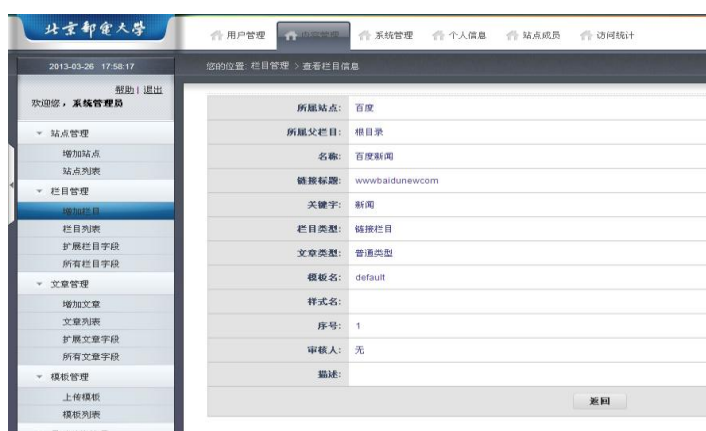 北京邮电大学
用户管理
系统管理
个人信息
站点成员
访问统计
2013-03-26 17:58:17
您的位置: 栏目管理 > 查看栏目信息
帮助 | 退出
欢迎您，系统管理员
站点管理
增加站点
站点列表
栏目管理
增加栏目
栏目列表
扩展栏目字段
所有栏目字段
文章管理
增加文章
文章列表
扩展文章字段
所有文章字段
模板管理
上传模板
模板列表
所属站点: 百度
所属父栏目: 根目录
名称: 百度新闻
链接标题: wwwbaidunewcom
关键字: 新闻
栏目类型: 链接栏目
文章类型: 普通类型
模板名: default
样式名:
序号: 1
审核人: 无
描述:
返回